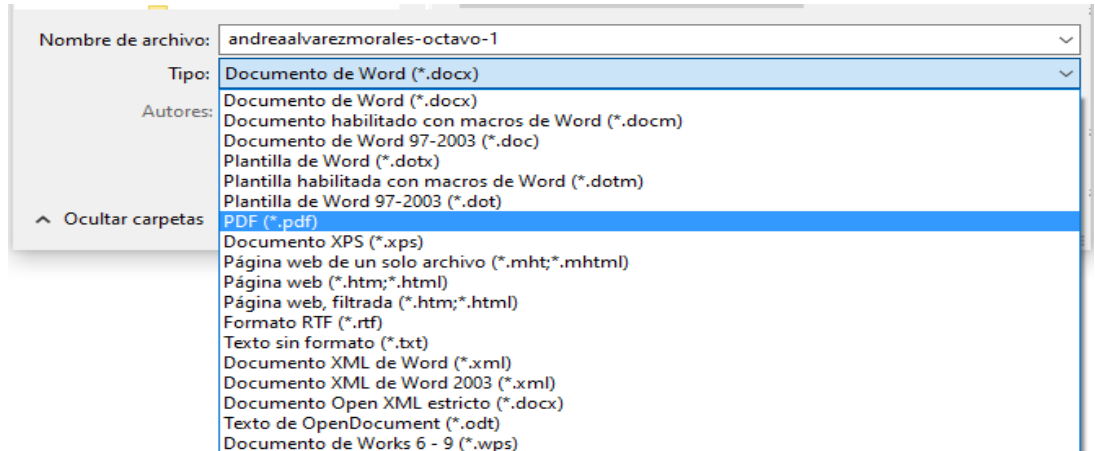 Nombre de archivo: andreaalvarezmorales-octavo-1
Tipo: Documento de Word (*.docx)
Autores:
Documento de Word (*.docx)
Documento habilitado con macros de Word (*.docm)
Documento de Word 97-2003 (*.doc)
Plantilla de Word (*.dotx)
Plantilla habilitada con macros de Word (*.dotm)
Plantilla de Word 97-2003 (*.dot)
Ocultar carpetas
PDF (*.pdf)
Documento XPS (*.xps)
Página web de un solo archivo (*.mht;*.mhtml)
Página web (*.htm;*.html)
Página web, filtrada (*.htm;*.html)
Formato RTF (*.rtf)
Texto sin formato (*.txt)
Documento XML de Word (*.xml)
Documento XML de Word 2003 (*.xml)
Documento Open XML estricto (*.docx)
Texto de OpenDocument (*.odt)
Documento de Works 6 - 9 (*.wps)